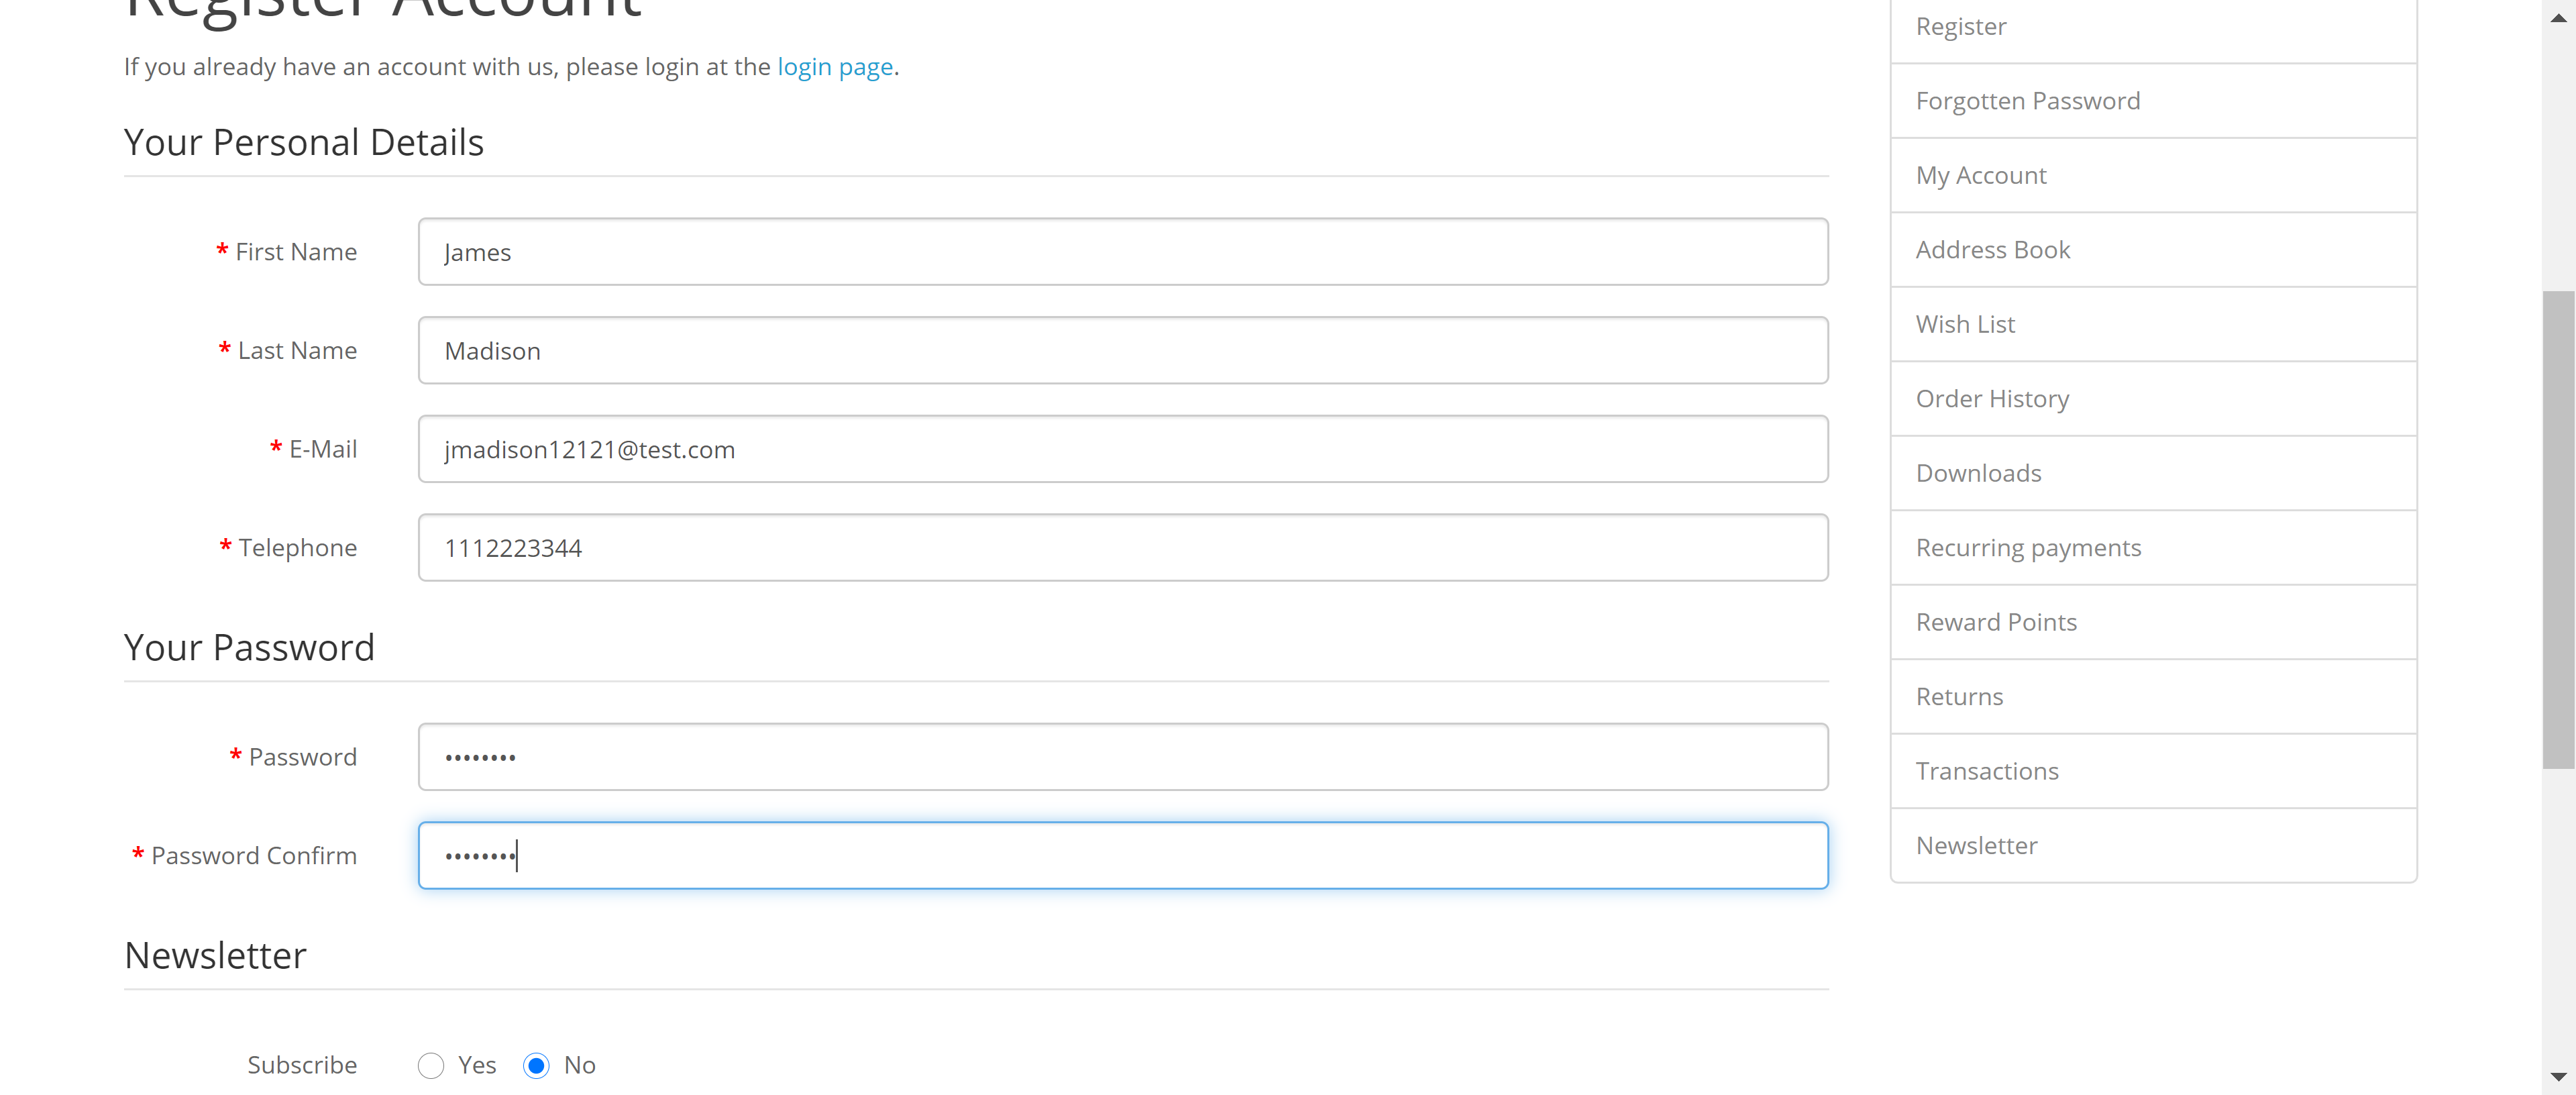 Register Account
If you already have an account with us, please login at the login page.
Your Personal Details
* First Name
James
* Last Name
Madison
* E-Mail
jmadison12121@test.com
* Telephone
1112223344
Your Password
* Password
••••••••
* Password Confirm
••••••••
Newsletter
Subscribe Yes No
Register
Forgotten Password
My Account
Address Book
Wish List
Order History
Downloads
Recurring payments
Reward Points
Returns
Transactions
Newsletter